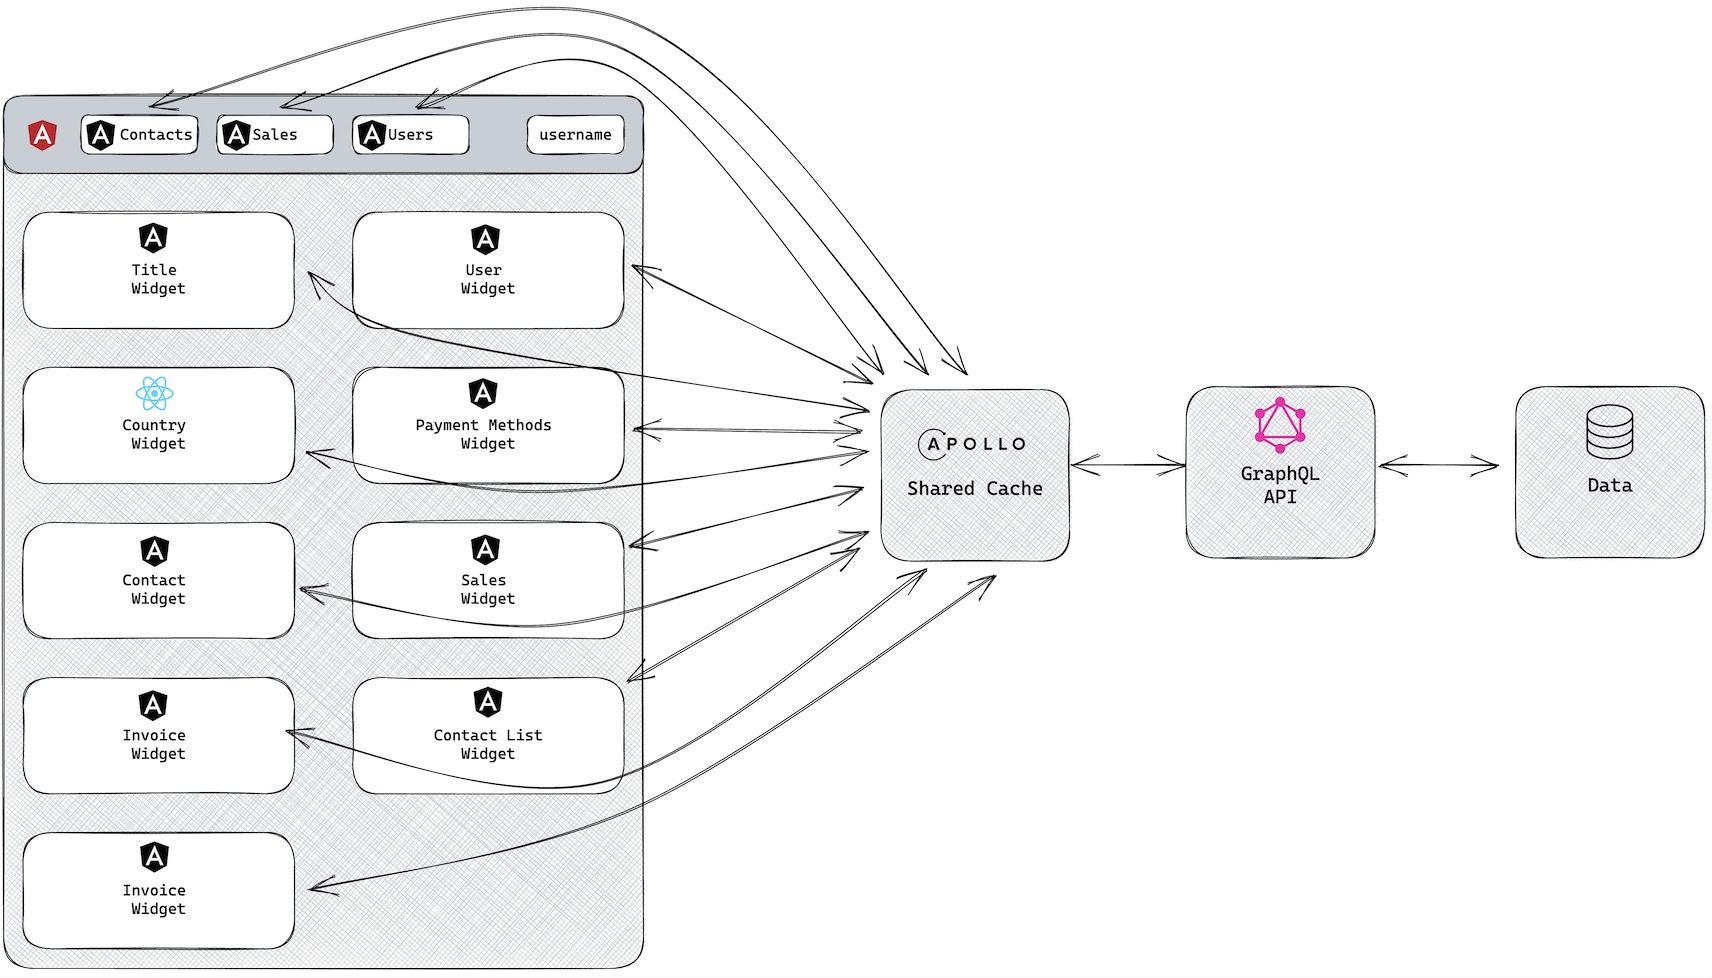 Contacts
Sales
Users
username
Title
Widget
User
Widget
Country
Widget
Payment Methods
Widget
Contact
Widget
Sales
Widget
Invoice
Widget
Contact List
Widget
Invoice
Widget
APOLLO
Shared Cache
GraphQL
API
Data